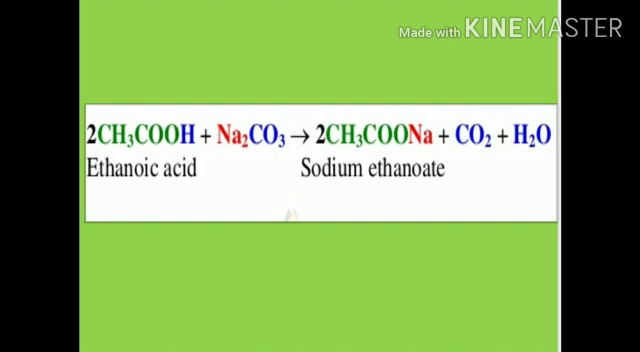 Made with KINEMASTER
2CH₃COOH + Na₂CO₃ → 2CH₃COONa + CO₂ + H₂O
Ethanoic acid Sodium ethanoate